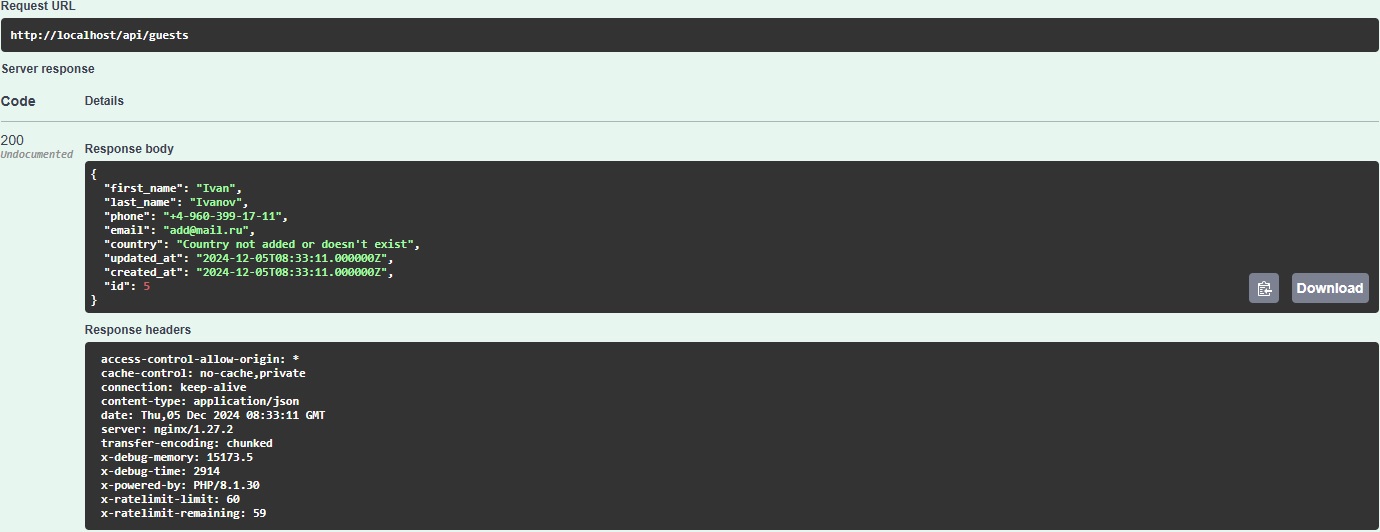 Request URL
http://localhost/api/guests
Server response
Code Details
200
Undocumented
Response body
{
"first_name": "Ivan",
"last_name": "Ivanov",
"phone": "+4-960-399-17-11",
"email": "add@mail.ru",
"country": "Country not added or doesn't exist",
"updated_at": "2024-12-05T08:33:11.000000Z",
"created_at": "2024-12-05T08:33:11.000000Z",
"id": 5
}
Download
Response headers
access-control-allow-origin: *
cache-control: no-cache,private
connection: keep-alive
content-type: application/json
date: Thu,05 Dec 2024 08:33:11 GMT
server: nginx/1.27.2
transfer-encoding: chunked
x-debug-memory: 15173.5
x-debug-time: 2914
x-powered-by: PHP/8.1.30
x-ratelimit-limit: 60
x-ratelimit-remaining: 59